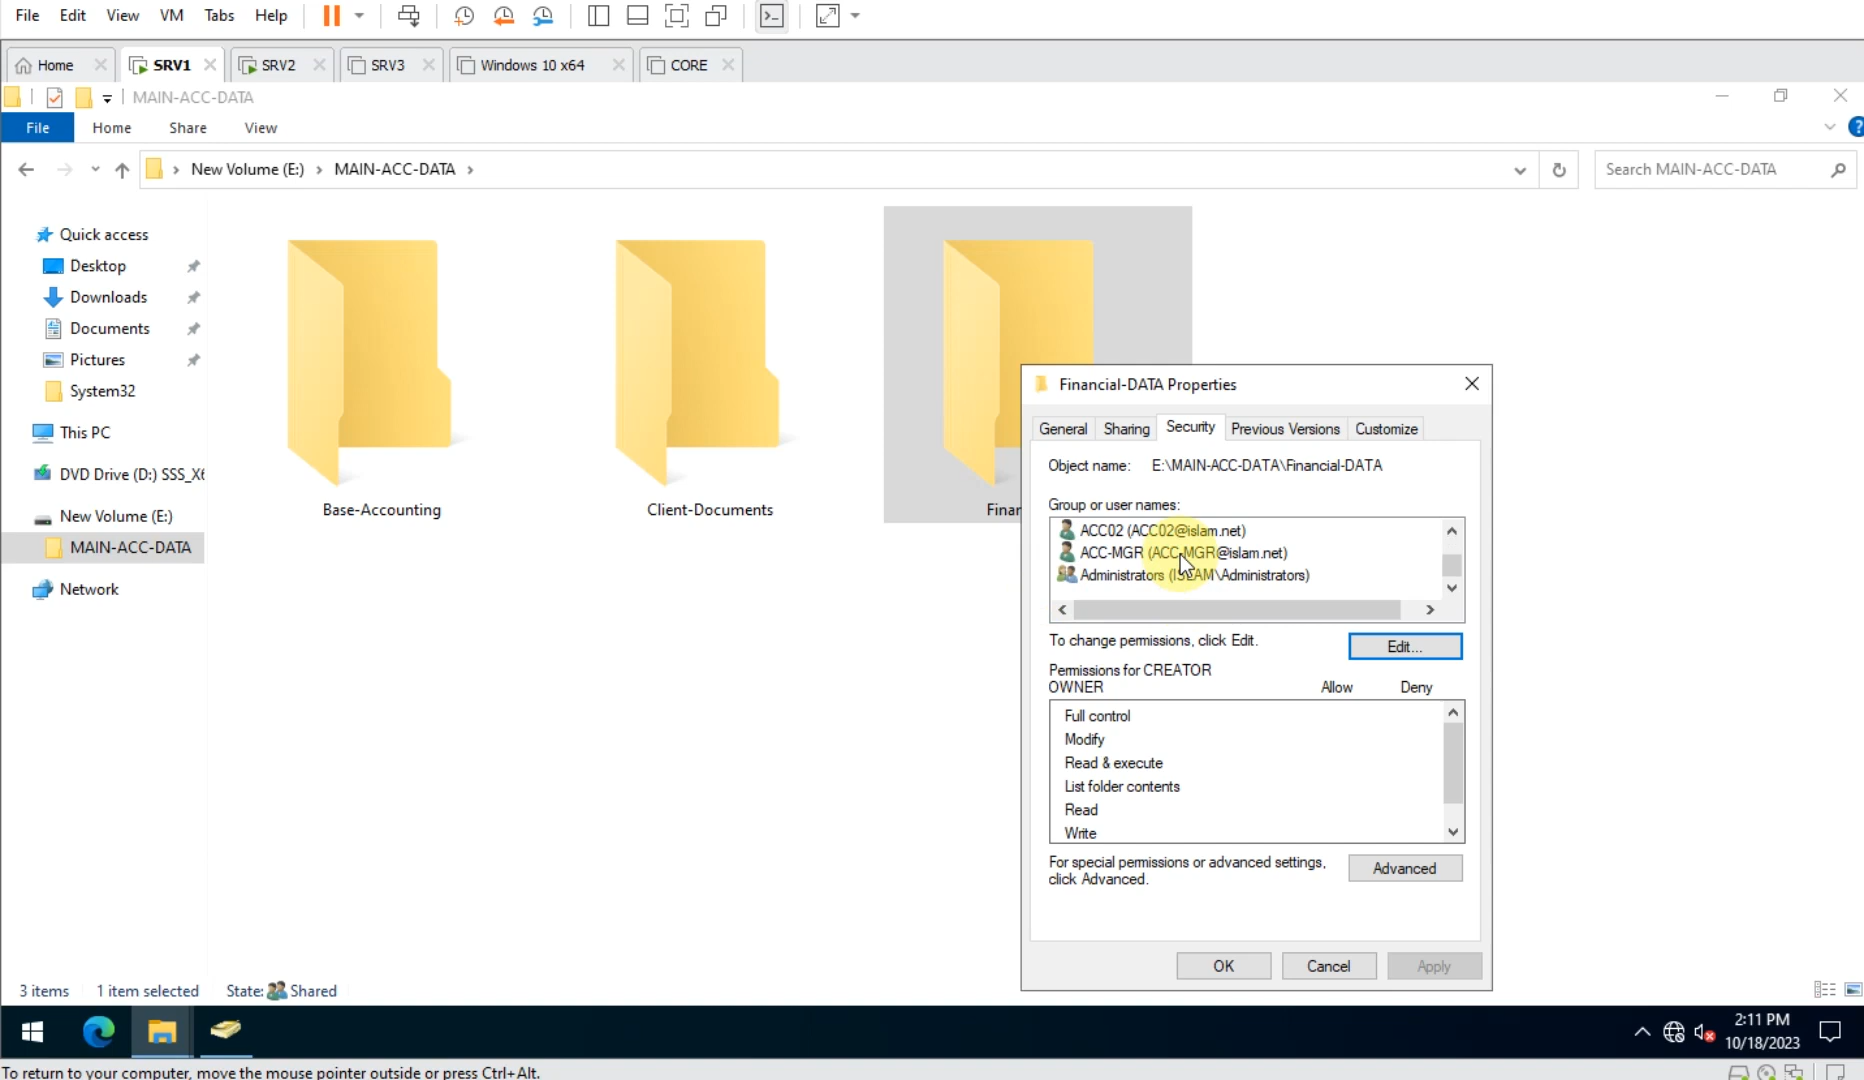 File Edit View VM Tabs Help
Home SRV1 SRV2 SRV3 Windows 10 x64 CORE
MAIN-ACC-DATA
File Home Share View
New Volume (E:) MAIN-ACC-DATA
Search MAIN-ACC-DATA
Quick access
Desktop
Downloads
Documents
Pictures
System32
This PC
DVD Drive (D:) SSS_X6
New Volume (E:)
MAIN-ACC-DATA
Network
Base-Accounting
Client-Documents
Finan
Financial-DATA Properties
General Sharing Security Previous Versions Customize
Object name: E:\MAIN-ACC-DATA\Financial-DATA
Group or user names:
ACC02 (ACC02@islam.net)
ACC-MGR (ACC-MGR@islam.net)
Administrators (ISLAM\Administrators)
To change permissions, click Edit.
Edit...
Permissions for CREATOR
OWNER Allow Deny
Full control
Modify
Read & execute
List folder contents
Read
Write
For special permissions or advanced settings,
click Advanced.
Advanced
OK Cancel Apply
3 items 1 item selected State: Shared
2:11 PM
10/18/2023
To return to your computer, move the mouse pointer outside or press Ctrl+Alt.